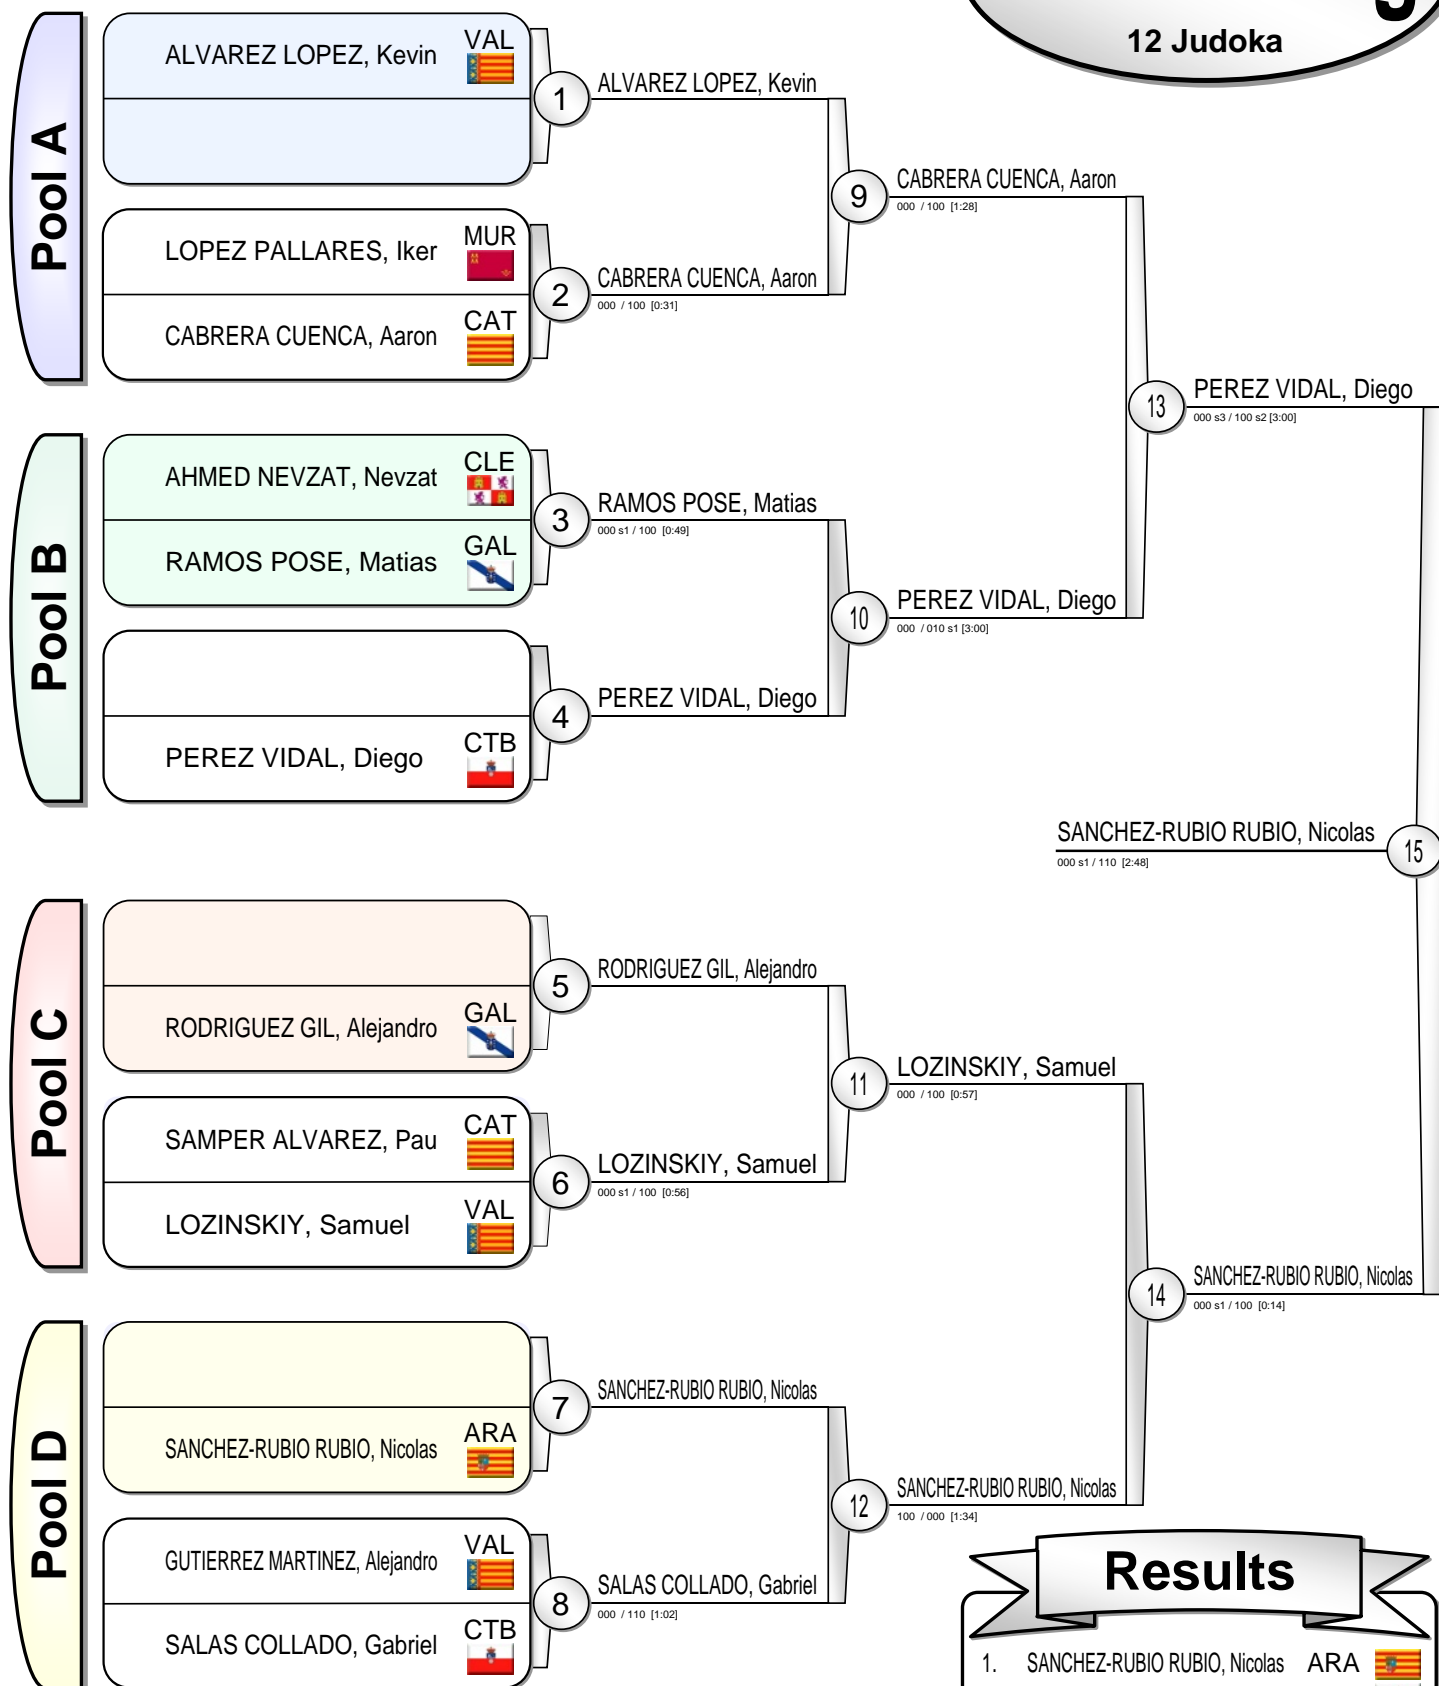 12 Judoka
Pool A
ALVAREZ LOPEZ, Kevin VAL
1
ALVAREZ LOPEZ, Kevin
LOPEZ PALLARES, Iker MUR
CABRERA CUENCA, Aaron CAT
2
CABRERA CUENCA, Aaron
000 / 100 [0:31]
9
CABRERA CUENCA, Aaron
000 / 100 [1:28]
Pool B
AHMED NEVZAT, Nevzat CLE
RAMOS POSE, Matias GAL
3
RAMOS POSE, Matias
000 s1 / 100 [0:49]
PEREZ VIDAL, Diego CTB
4
PEREZ VIDAL, Diego
10
PEREZ VIDAL, Diego
000 / 010 s1 [3:00]
13
PEREZ VIDAL, Diego
000 s3 / 100 s2 [3:00]
SANCHEZ-RUBIO RUBIO, Nicolas
000 s1 / 110 [2:48]
15
Pool C
RODRIGUEZ GIL, Alejandro GAL
5
RODRIGUEZ GIL, Alejandro
SAMPER ALVAREZ, Pau CAT
LOZINSKIY, Samuel VAL
6
LOZINSKIY, Samuel
000 s1 / 100 [0:56]
11
LOZINSKIY, Samuel
000 / 100 [0:57]
Pool D
SANCHEZ-RUBIO RUBIO, Nicolas ARA
7
SANCHEZ-RUBIO RUBIO, Nicolas
GUTIERREZ MARTINEZ, Alejandro VAL
SALAS COLLADO, Gabriel CTB
8
SALAS COLLADO, Gabriel
000 / 110 [1:02]
12
SANCHEZ-RUBIO RUBIO, Nicolas
100 / 000 [1:34]
14
SANCHEZ-RUBIO RUBIO, Nicolas
000 s1 / 100 [0:14]
Results
1. SANCHEZ-RUBIO RUBIO, Nicolas ARA